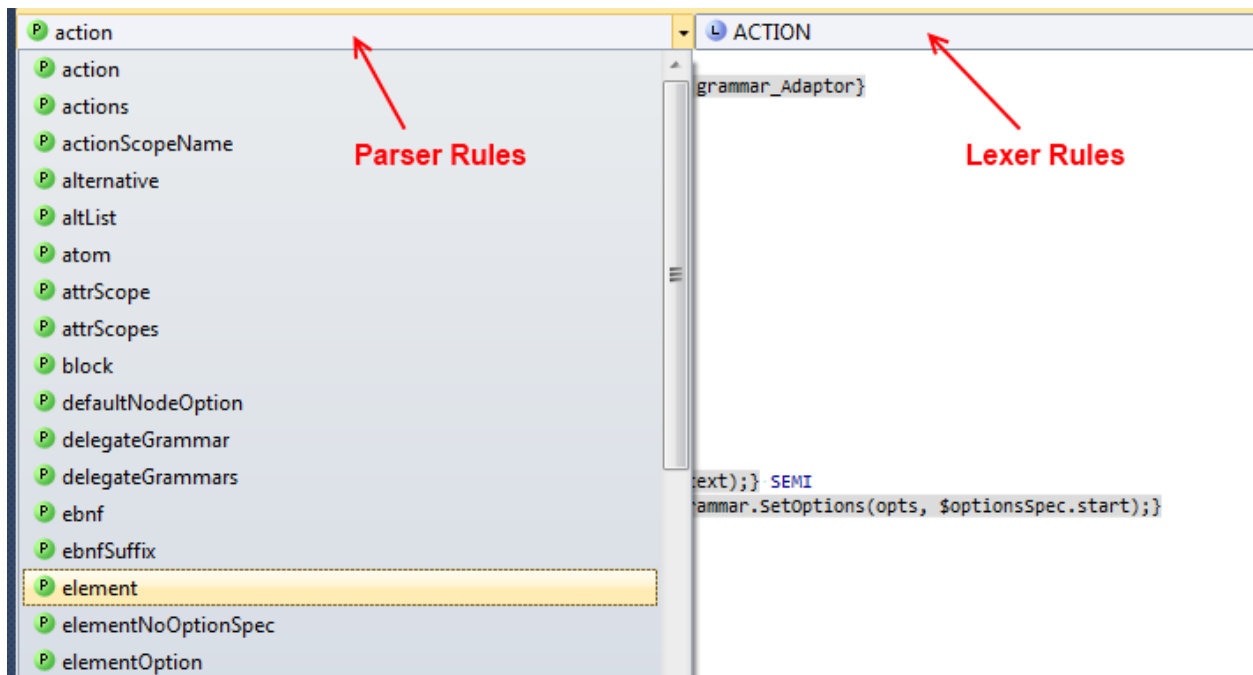 P action L ACTION
P action
grammar_Adaptor}
P actions
P actionScopeName
Parser Rules
Lexer Rules
P alternative
P altList
P atom
P attrScope
P attrScopes
P block
P defaultNodeOption
P delegateGrammar
P delegateGrammars
ext);} SEMI
P ebnf
rammar.SetOptions(opts, $optionsSpec.start);}
P ebnfSuffix
P element
P elementNoOptionSpec
P elementOption